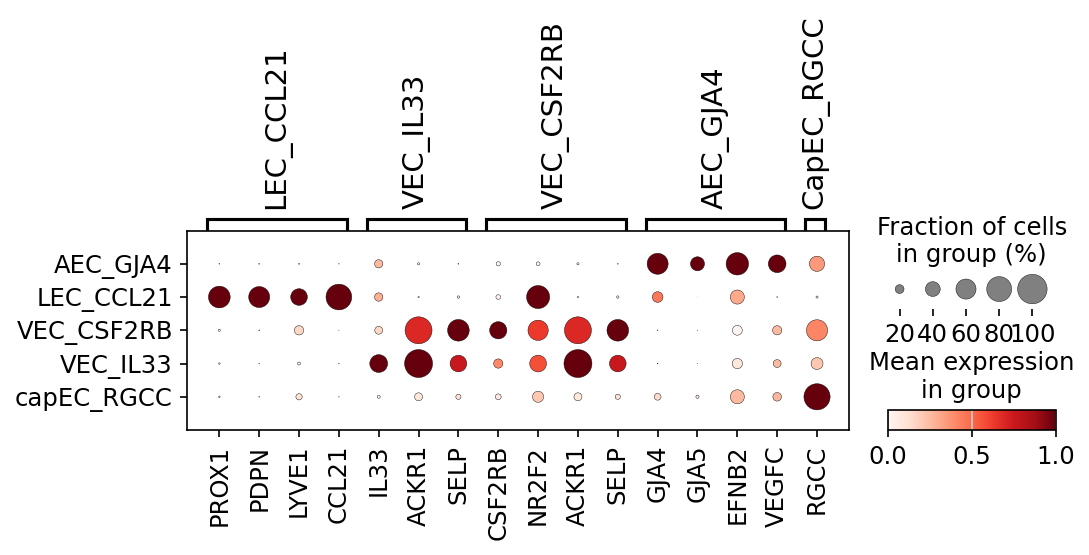 LEC_CCL21
VEC_IL33
VEC_CSF2RB
AEC_GJA4
CapEC_RGCC
AEC_GJA4
LEC_CCL21
VEC_CSF2RB
VEC_IL33
capEC_RGCC
PROX1
PDPN
LYVE1
CCL21
IL33
ACKR1
SELP
CSF2RB
NR2F2
ACKR1
SELP
GJA4
GJA5
EFNB2
VEGFC
RGCC
Fraction of cells
in group (%)
20 40 60 80 100
Mean expression
in group
0.0 0.5 1.0